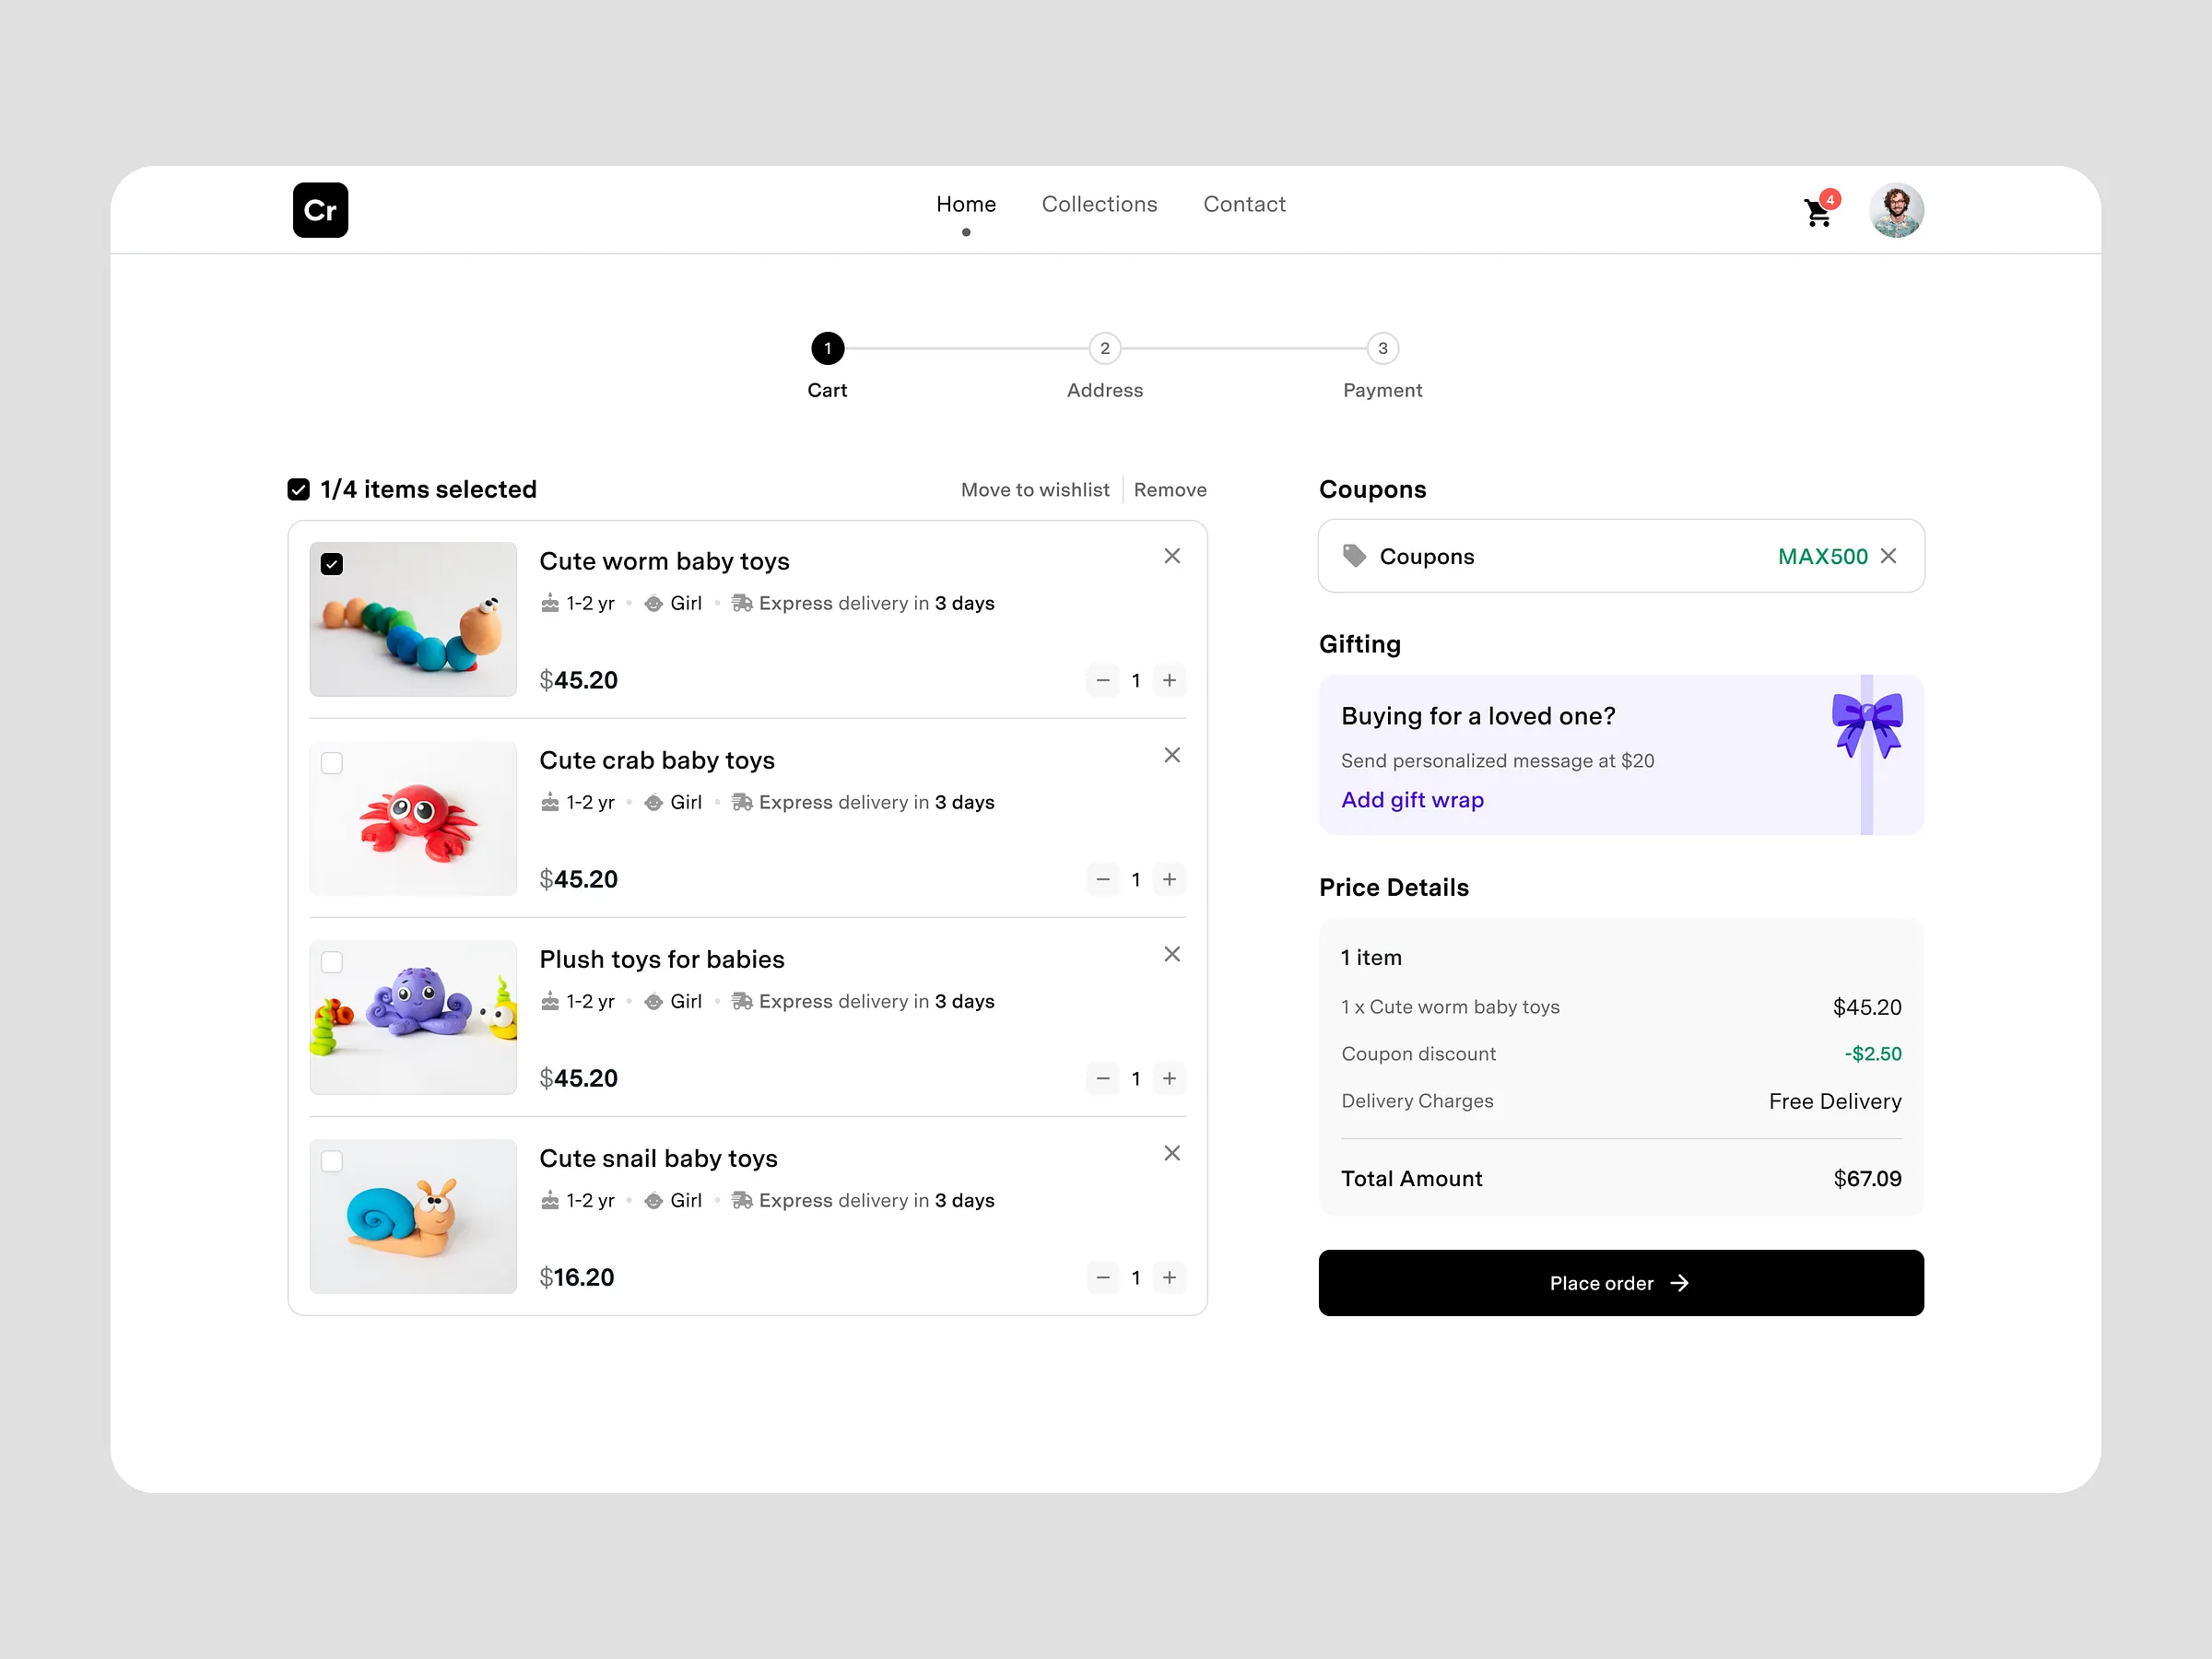 Cr
Home Collections Contact
4
1 2 3
Cart Address Payment
1/4 items selected
Move to wishlist Remove
Cute worm baby toys
1-2 yr Girl Express delivery in 3 days
$45.20
1
Cute crab baby toys
1-2 yr Girl Express delivery in 3 days
$45.20
1
Plush toys for babies
1-2 yr Girl Express delivery in 3 days
$45.20
1
Cute snail baby toys
1-2 yr Girl Express delivery in 3 days
$16.20
1
Coupons
Coupons MAX500
Gifting
Buying for a loved one?
Send personalized message at $20
Add gift wrap
Price Details
1 item
1 x Cute worm baby toys $45.20
Coupon discount -$2.50
Delivery Charges Free Delivery
Total Amount $67.09
Place order